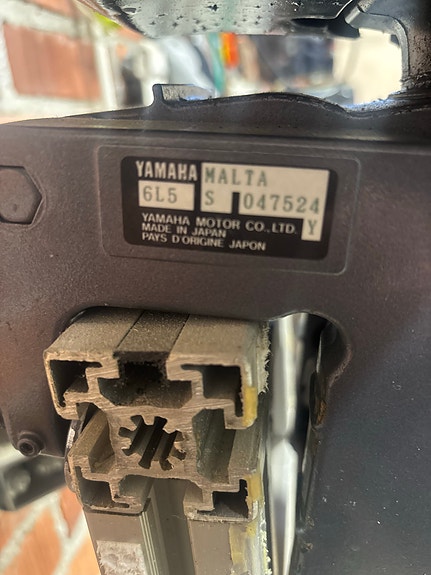 YAMAHA MALTA
6L5 S 047524
YAMAHA MOTOR CO., LTD. Y
MADE IN JAPAN
PAYS D'ORIGINE JAPON